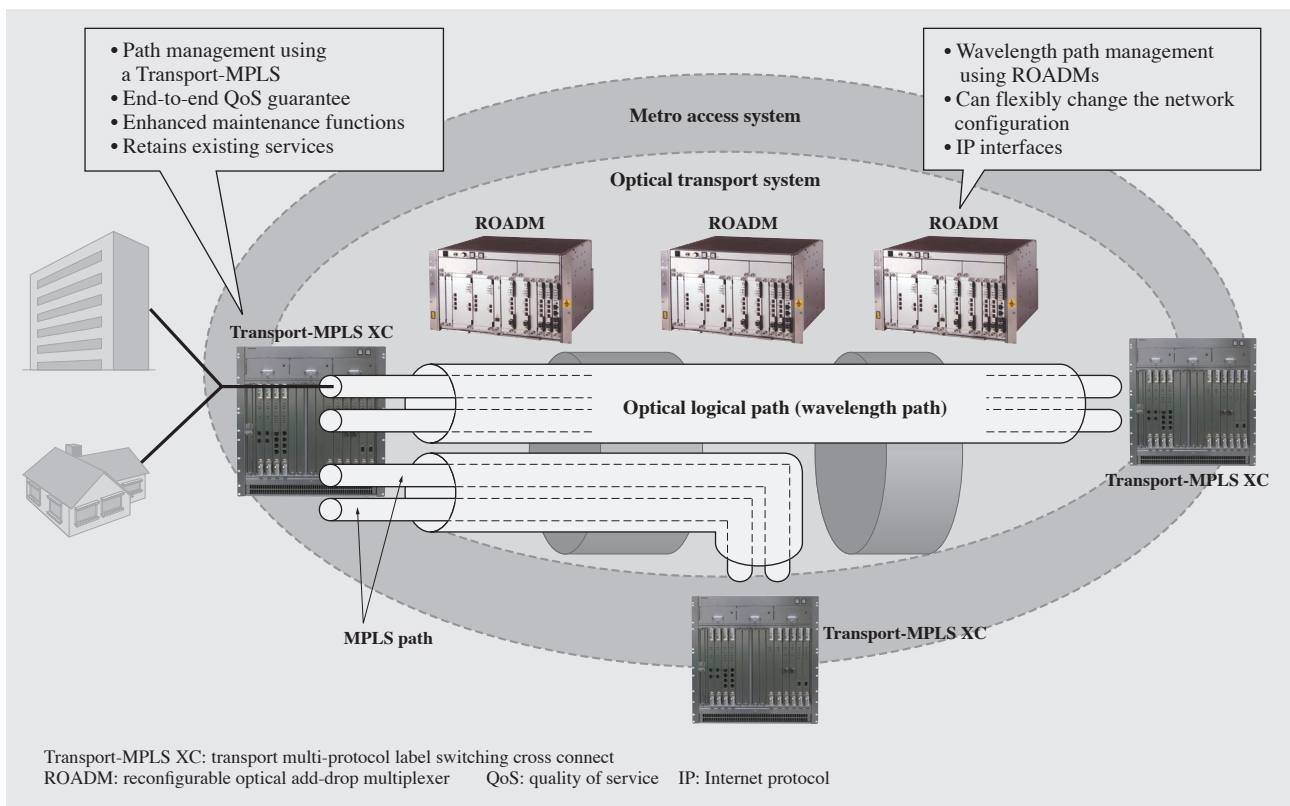 • Path management using
a Transport-MPLS
• End-to-end QoS guarantee
• Enhanced maintenance functions
• Retains existing services
• Wavelength path management
using ROADMs
• Can flexibly change the network
configuration
• IP interfaces
Metro access system
Optical transport system
ROADM
ROADM
ROADM
Transport-MPLS XC
Optical logical path (wavelength path)
Transport-MPLS XC
MPLS path
Transport-MPLS XC
Transport-MPLS XC: transport multi-protocol label switching cross connect
ROADM: reconfigurable optical add-drop multiplexer QoS: quality of service IP: Internet protocol